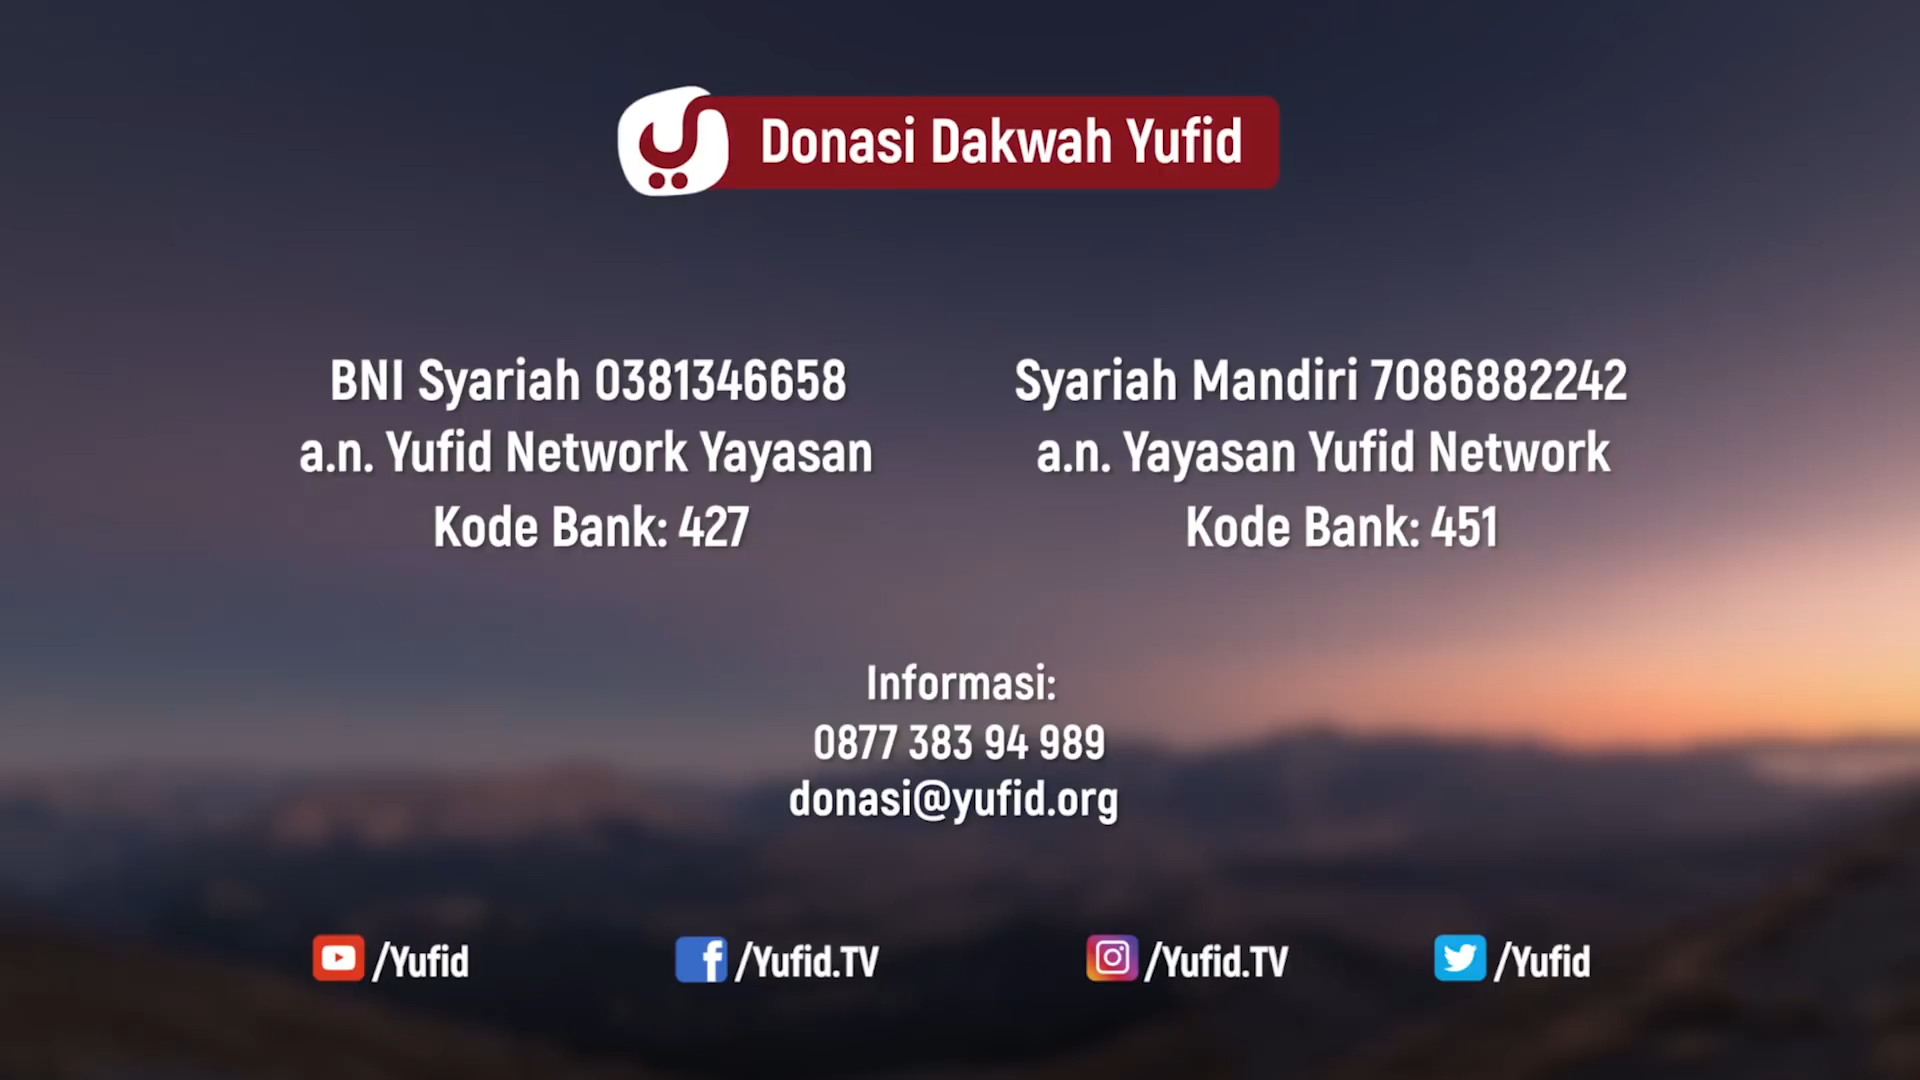 Donasi Dakwah Yufid
BNI Syariah 0381346658
a.n. Yufid Network Yayasan
Kode Bank: 427
Syariah Mandiri 7086882242
a.n. Yayasan Yufid Network
Kode Bank: 451
Informasi:
0877 383 94 989
donasi@yufid.org
/Yufid
/Yufid.TV
/Yufid.TV
/Yufid